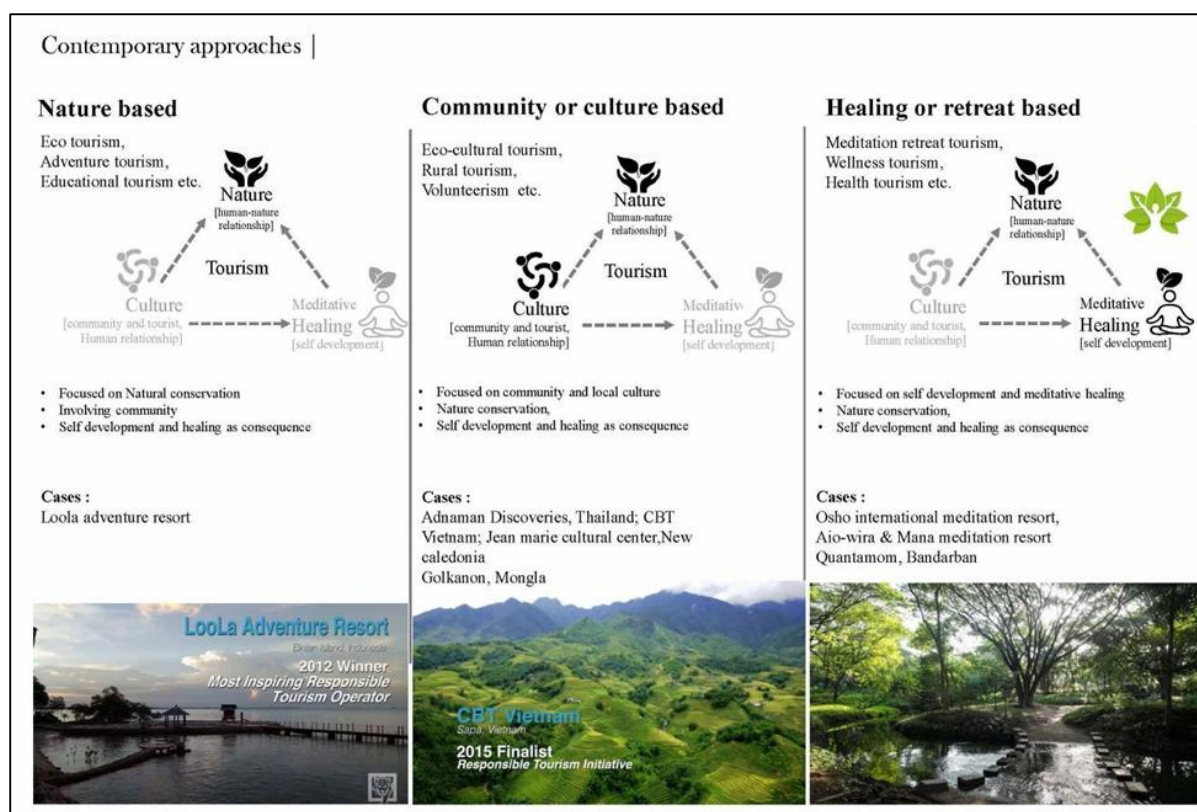 Contemporary approaches |
Nature based
Eco tourism,
Adventure tourism,
Educational tourism etc.
Nature
[human-nature
relationship]
Tourism
Culture
[community and tourist,
Human relationship]
Meditative
Healing
[self development]
• Focused on Natural conservation
• Involving community
• Self development and healing as consequence
Cases :
Loola adventure resort
LooLa Adventure Resort
Bintan Island, Indonesia
2012 Winner
Most Inspiring Responsible
Tourism Operator
Community or culture based
Eco-cultural tourism,
Rural tourism,
Volunteerism etc.
Nature
[human-nature
relationship]
Tourism
Culture
[community and tourist,
Human relationship]
Meditativ
Healing
[self development]
• Focused on community and local culture
• Nature conservation,
• Self development and healing as consequence
Cases :
Adnaman Discoveries, Thailand; CBT
Vietnam; Jean marie cultural center,New
caledonia
Golkanon, Mongla
CBT Vietnam
Sapa, Vietnam
2015 Finalist
Responsible Tourism Initiative
Healing or retreat based
Meditation retreat tourism,
Wellness tourism,
Health tourism etc.
Nature
[human-nature
relationship]
Tourism
Culture
[community and tourist,
Human relationship]
Meditative
Healing
[self development]
• Focused on self development and meditative healing
• Nature conservation,
• Self development and healing as consequence
Cases :
Osho international meditation resort,
Aio-wira & Mana meditation resort
Quantamom, Bandarban